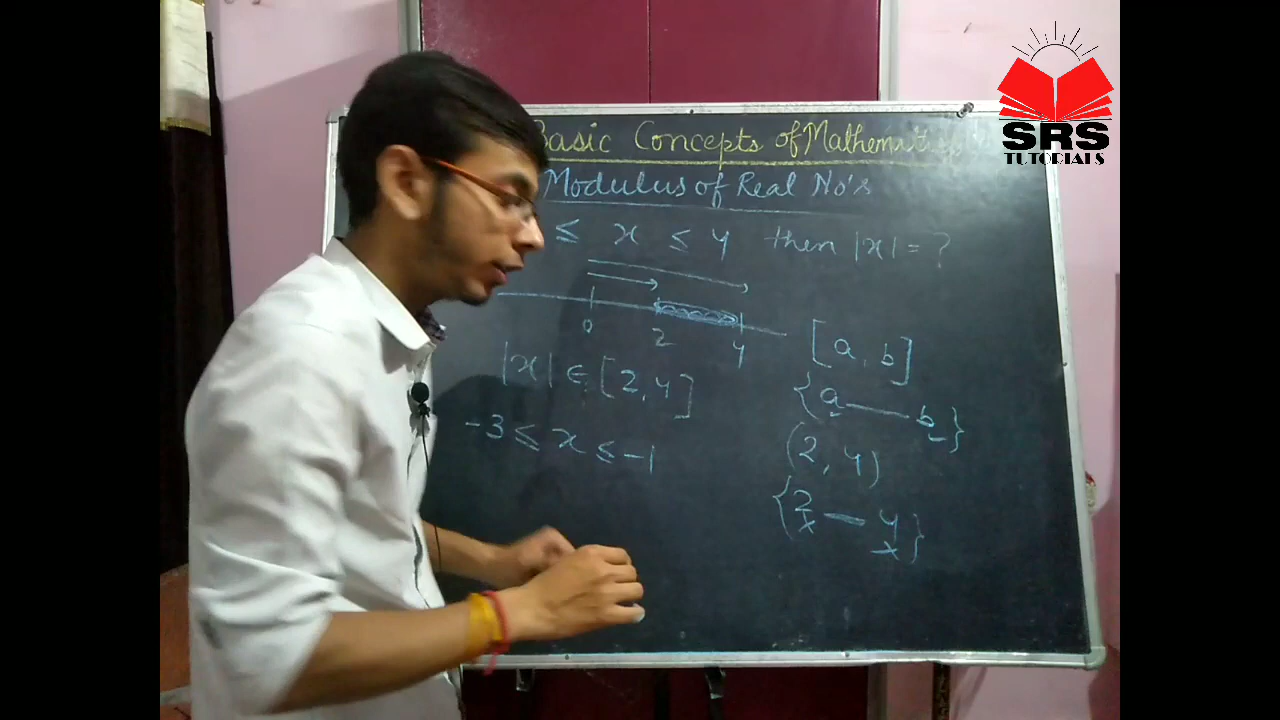 SRS
TUTORIALS
Basic Concepts of Mathemati
Modulus of Real No's
≤ x ≤ 4 then |x| = ?
0 2 4
|x| ∈ [2,4]
-3 ≤ x ≤ -1
[a, b]
{a — b}
(2, 4)
{2 — 4}
x x